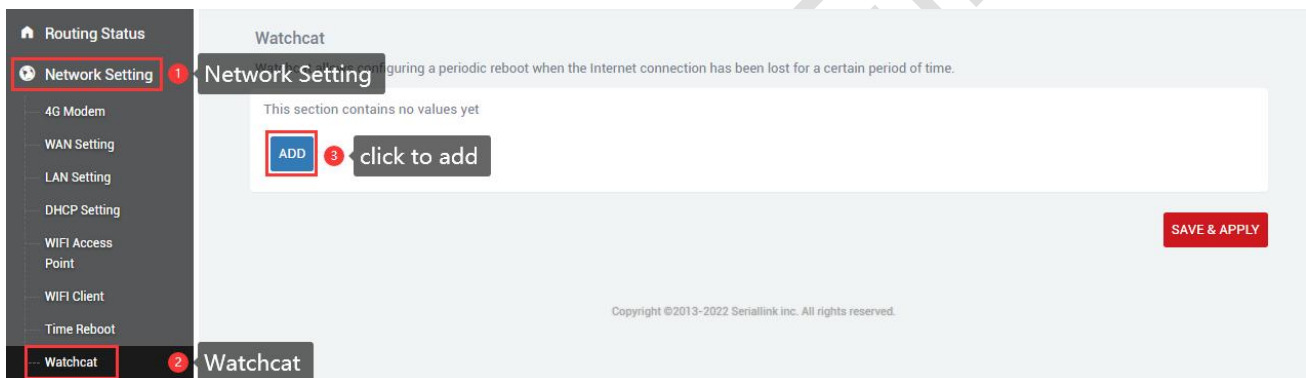 Routing Status
Network Setting
1
Network Setting
4G Modem
WAN Setting
LAN Setting
DHCP Setting
WIFI Access
Point
WIFI Client
Time Reboot
Watchcat
2
Watchcat
Watchcat
guring a periodic reboot when the Internet connection has been lost for a certain period of time.
This section contains no values yet
ADD
3
click to add
SAVE & APPLY
Copyright ©2013-2022 Seriallink inc. All rights reserved.